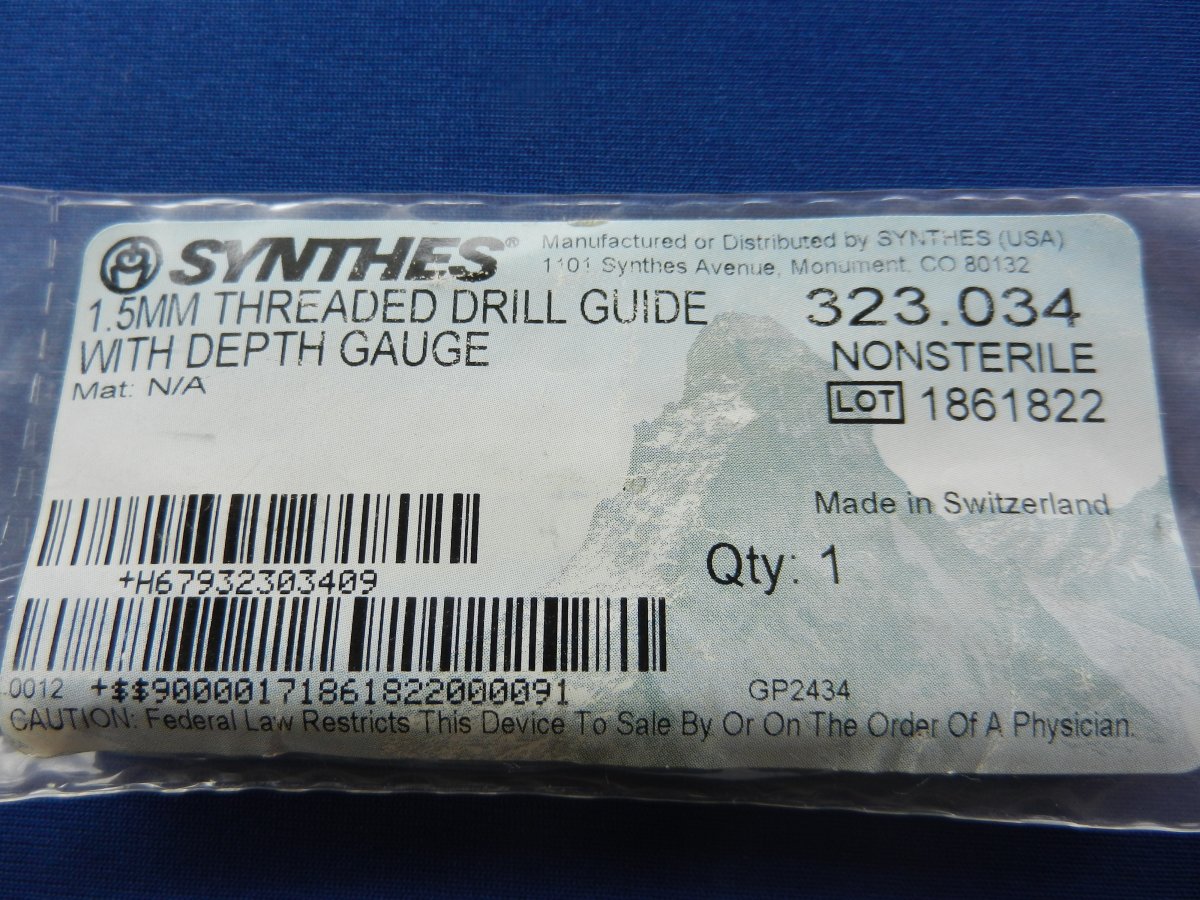 SYNTHES®
Manufactured or Distributed by SYNTHES (USA)
1101 Synthes Avenue, Monument, CO 80132
1.5MM THREADED DRILL GUIDE
WITH DEPTH GAUGE
Mat: N/A
323.034
NONSTERILE
LOT 1861822
Made in Switzerland
Qty: 1
+H67932303409
0012 +$$90000171861822000091
GP2434
CAUTION: Federal Law Restricts This Device To Sale By Or On The Order Of A Physician.